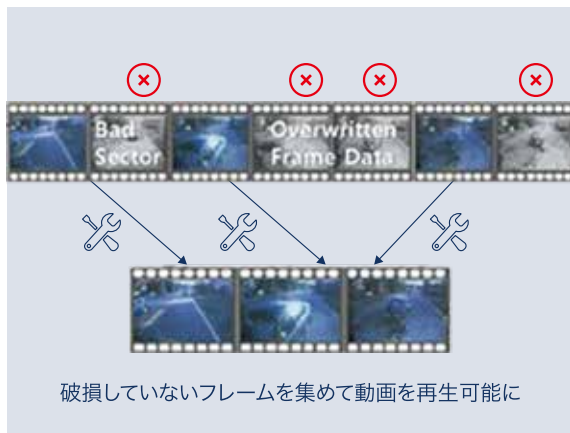 Bad
Sector
Overwritten
Frame Data
破損していないフレームを集めて動画を再生可能に